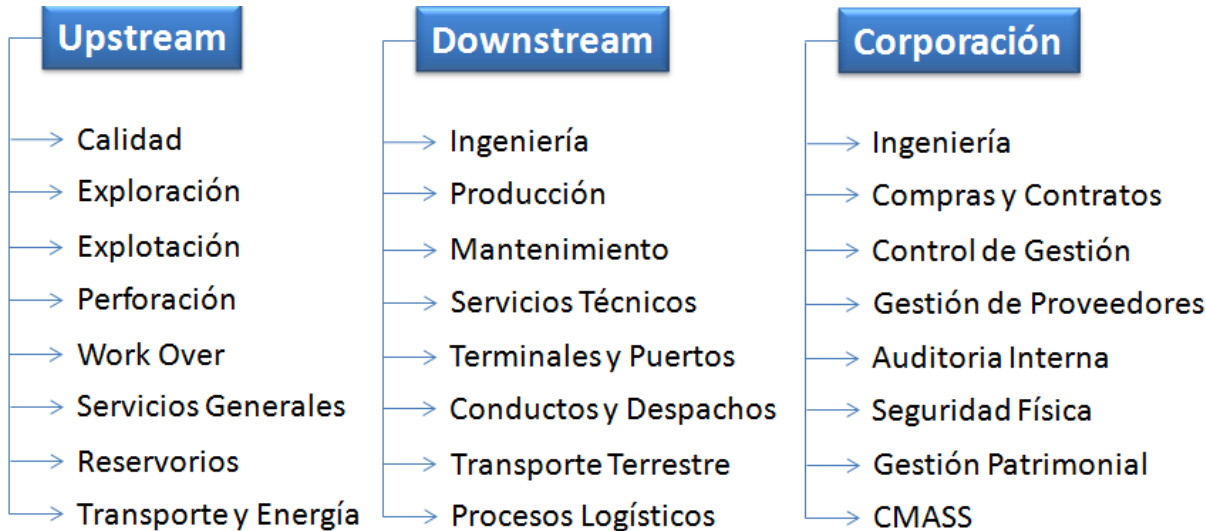 Upstream
Calidad
Exploración
Explotación
Perforación
Work Over
Servicios Generales
Reservorios
Transporte y Energía
Downstream
Ingeniería
Producción
Mantenimiento
Servicios Técnicos
Terminales y Puertos
Conductos y Despachos
Transporte Terrestre
Procesos Logísticos
Corporación
Ingeniería
Compras y Contratos
Control de Gestión
Gestión de Proveedores
Auditoria Interna
Seguridad Física
Gestión Patrimonial
CMASS